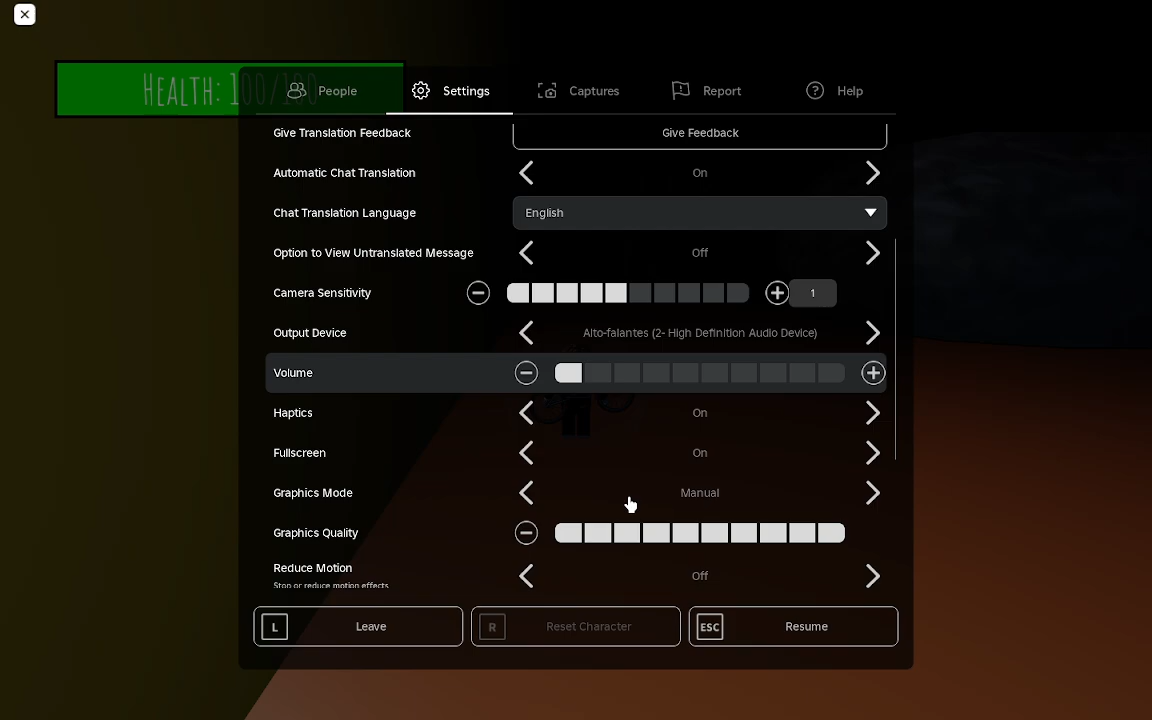 Health: 100/100
People
Settings
Captures
Report
Help
Give Translation Feedback
Give Feedback
Automatic Chat Translation
On
Chat Translation Language
English
Option to View Untranslated Message
Off
Camera Sensitivity
1
Output Device
Alto-falantes (2- High Definition Audio Device)
Volume
Haptics
On
Fullscreen
On
Graphics Mode
Manual
Graphics Quality
Reduce Motion
Stop or reduce motion effects.
Off
L
Leave
R
Reset Character
ESC
Resume